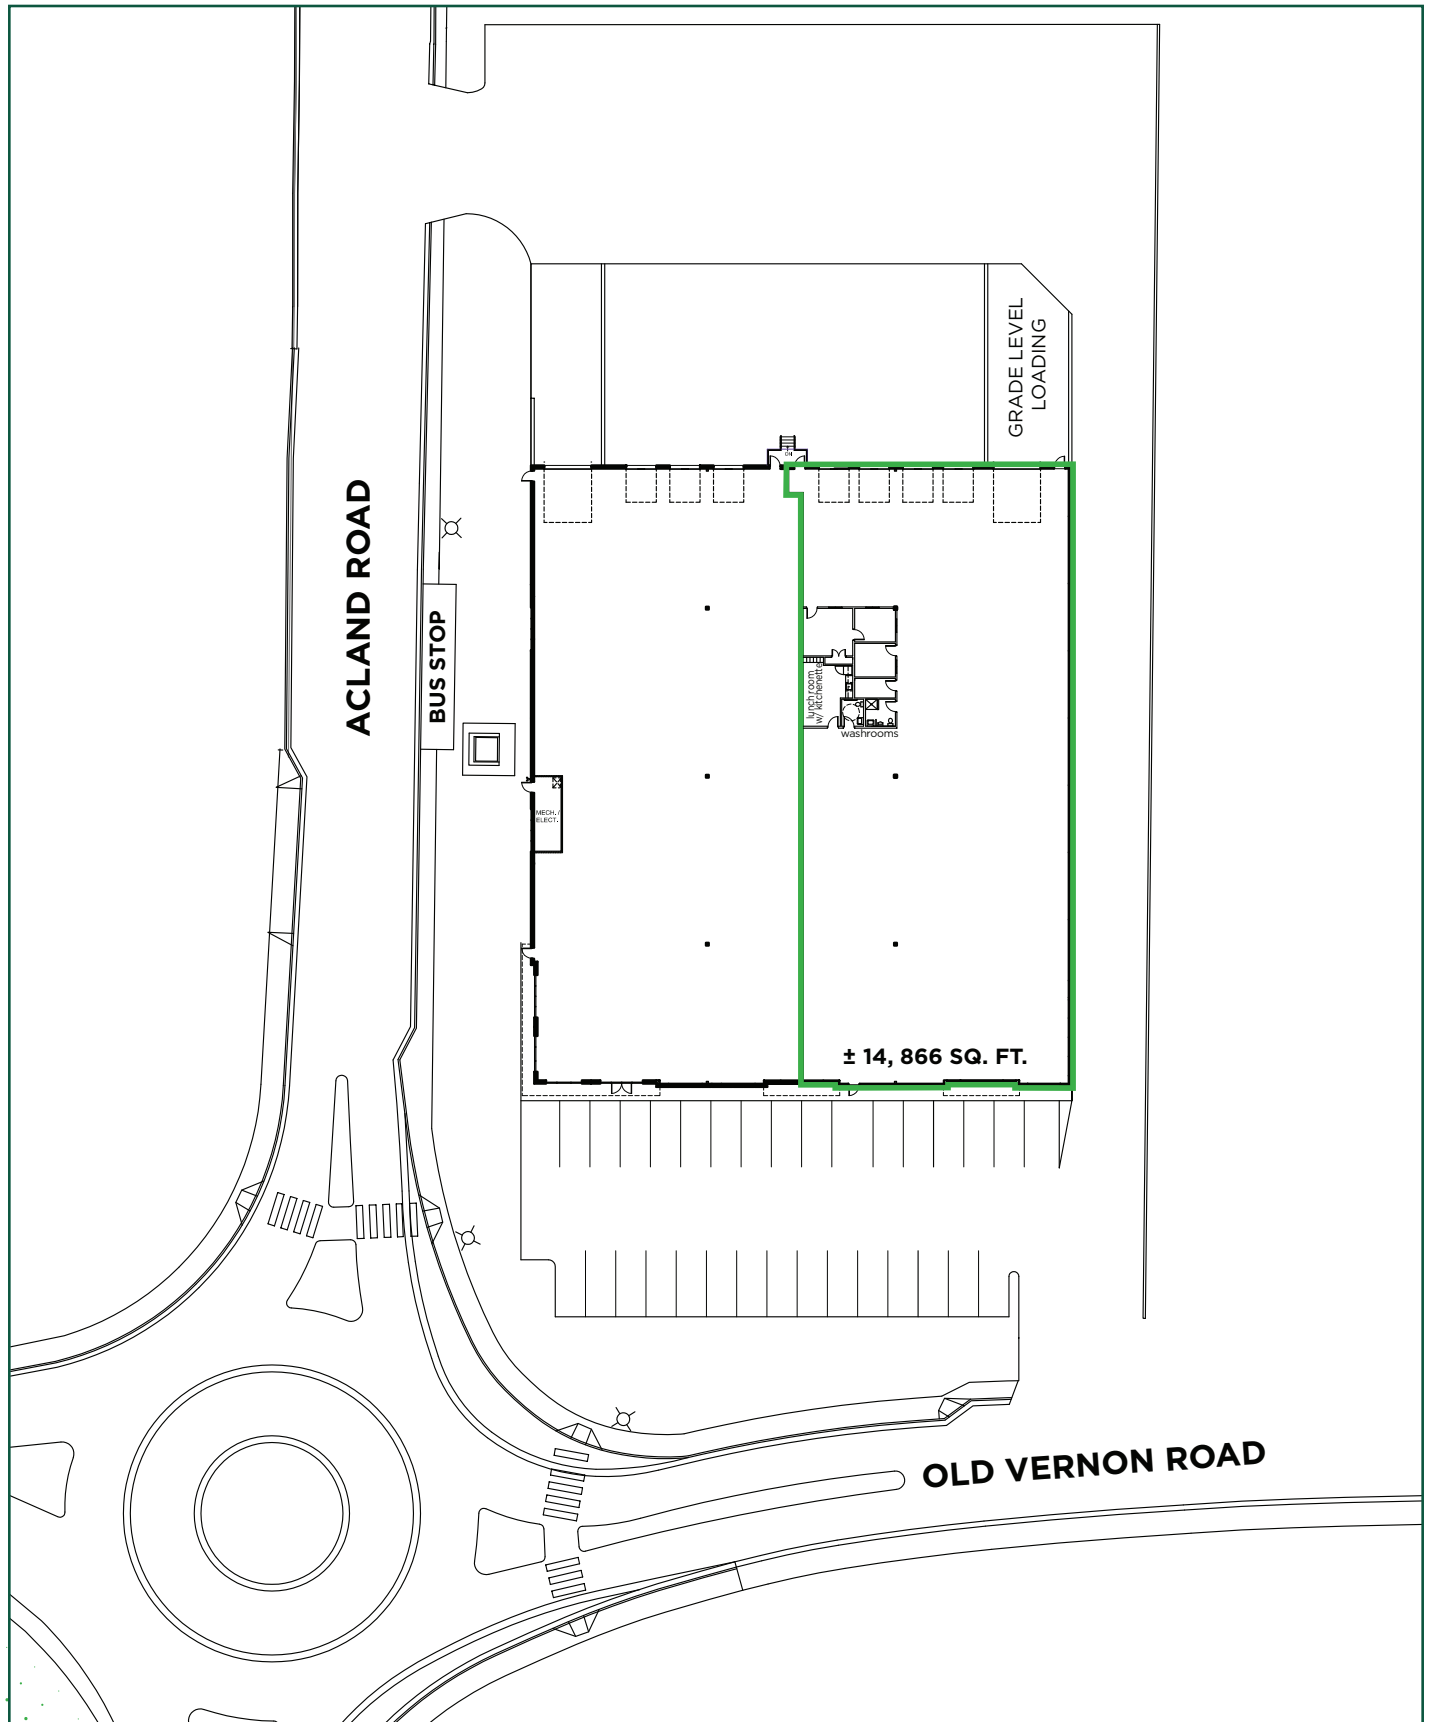 GRADE LEVEL
LOADING
DN
ACLAND ROAD
BUS STOP
lunch room
w/ kitchenette
washrooms
MECH. /
ELECT.
± 14, 866 SQ. FT.
OLD VERNON ROAD